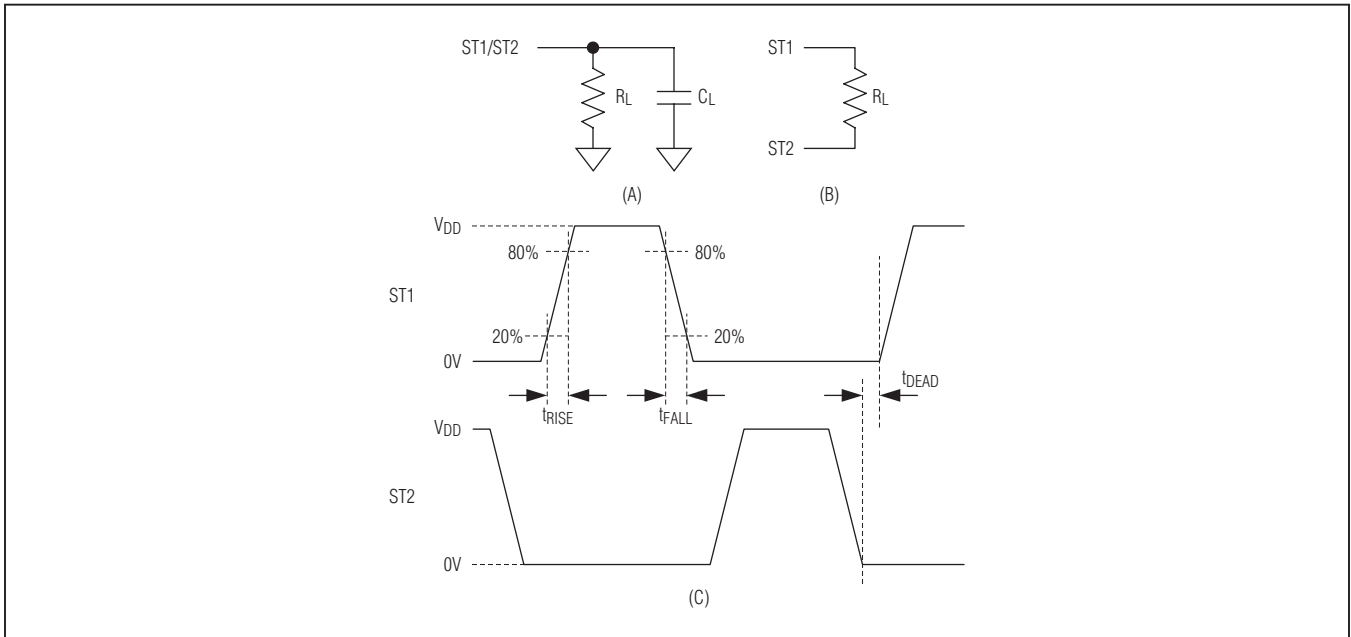 ST1/ST2
RL
CL
ST1
RL
ST2
(A)
(B)
VDD
80%
80%
ST1
20%
20%
0V
tDEAD
tRISE
tFALL
VDD
ST2
0V
(C)